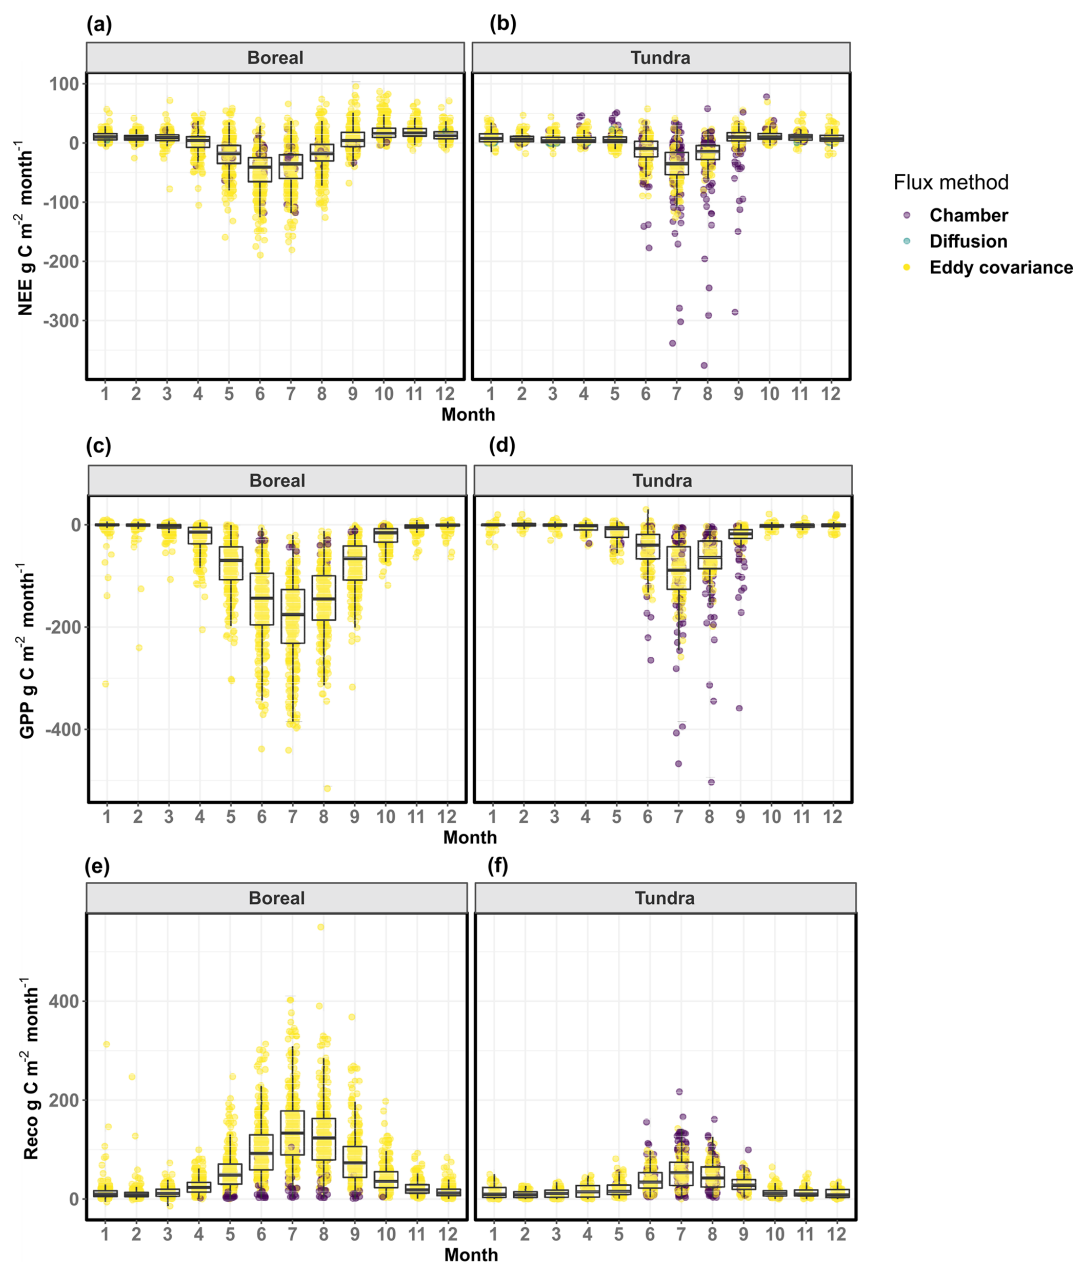 (a) (b)
Boreal Tundra
100
0
-100
-200
-300
NEE g C m-2 month-1
1 2 3 4 5 6 7 8 9 10 11 12 1 2 3 4 5 6 7 8 9 10 11 12
Month
Flux method
Chamber
Diffusion
Eddy covariance
(c) (d)
Boreal Tundra
0
-200
-400
GPP g C m-2 month-1
1 2 3 4 5 6 7 8 9 10 11 12 1 2 3 4 5 6 7 8 9 10 11 12
Month
(e) (f)
Boreal Tundra
400
200
0
Reco g C m-2 month-1
1 2 3 4 5 6 7 8 9 10 11 12 1 2 3 4 5 6 7 8 9 10 11 12
Month